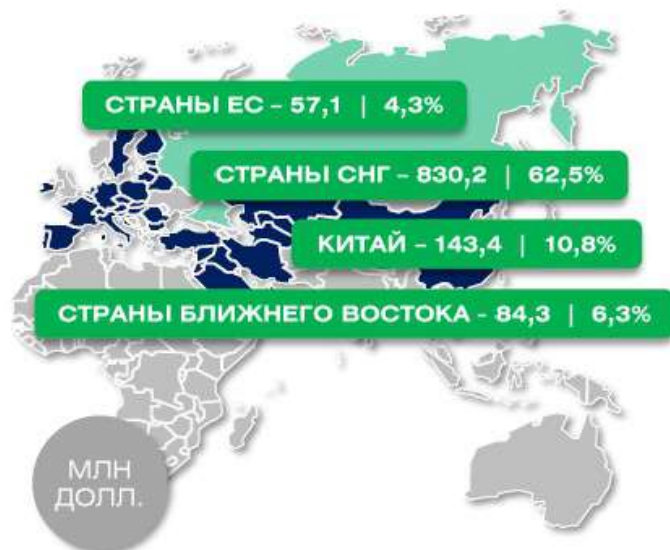 СТРАНЫ ЕС – 57,1 | 4,3%
СТРАНЫ СНГ – 830,2 | 62,5%
КИТАЙ – 143,4 | 10,8%
СТРАНЫ БЛИЖНЕГО ВОСТОКА - 84,3 | 6,3%
МЛН
ДОЛЛ.